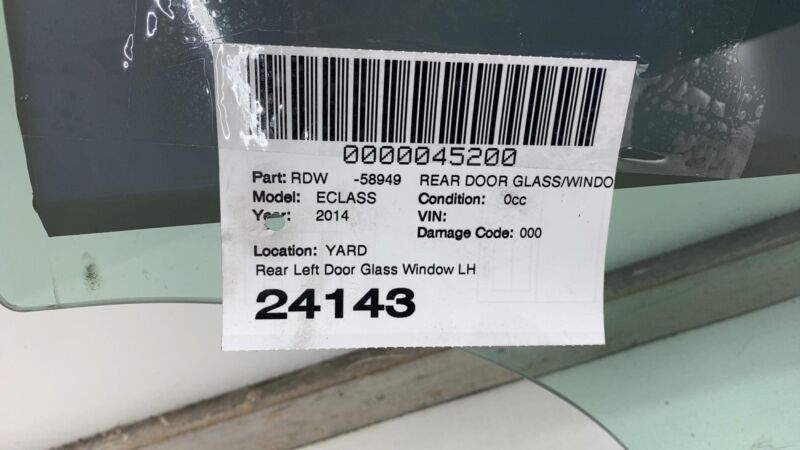 0000045200
Part: RDW -58949 REAR DOOR GLASS/WINDO
Model: ECLASS Condition: 0cc
Year: 2014 VIN:
Damage Code: 000
Location: YARD
Rear Left Door Glass Window LH
24143